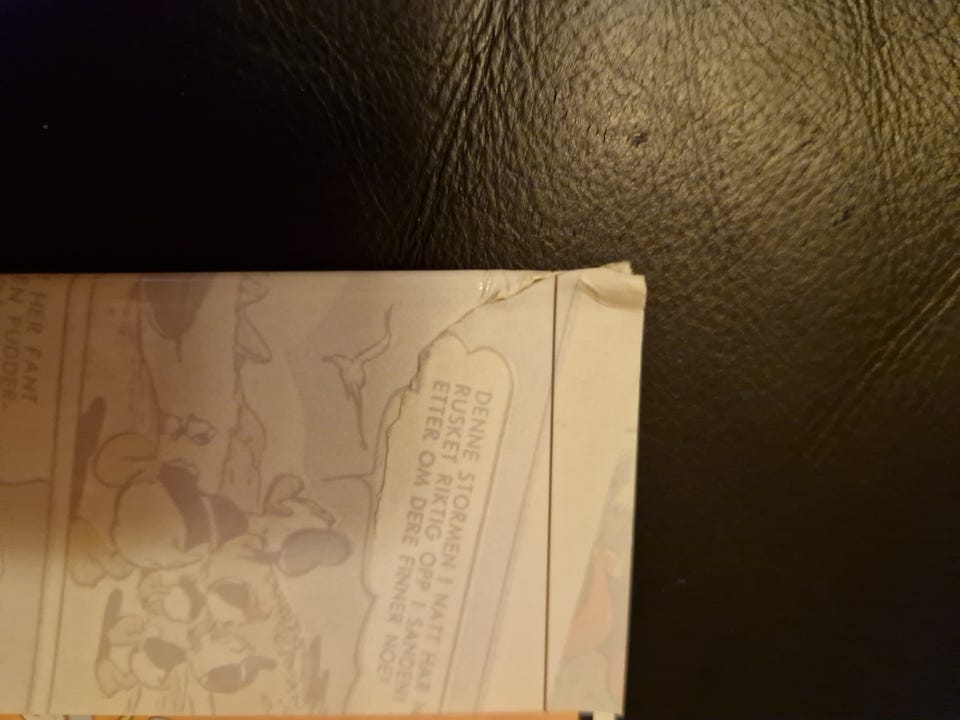 DENNE STORMEN I NATT HAR
RUSKET RIKTIG OPP I SANDEN!
ETTER OM DERE FINNER NOE!
HER FANT
PUDDER-